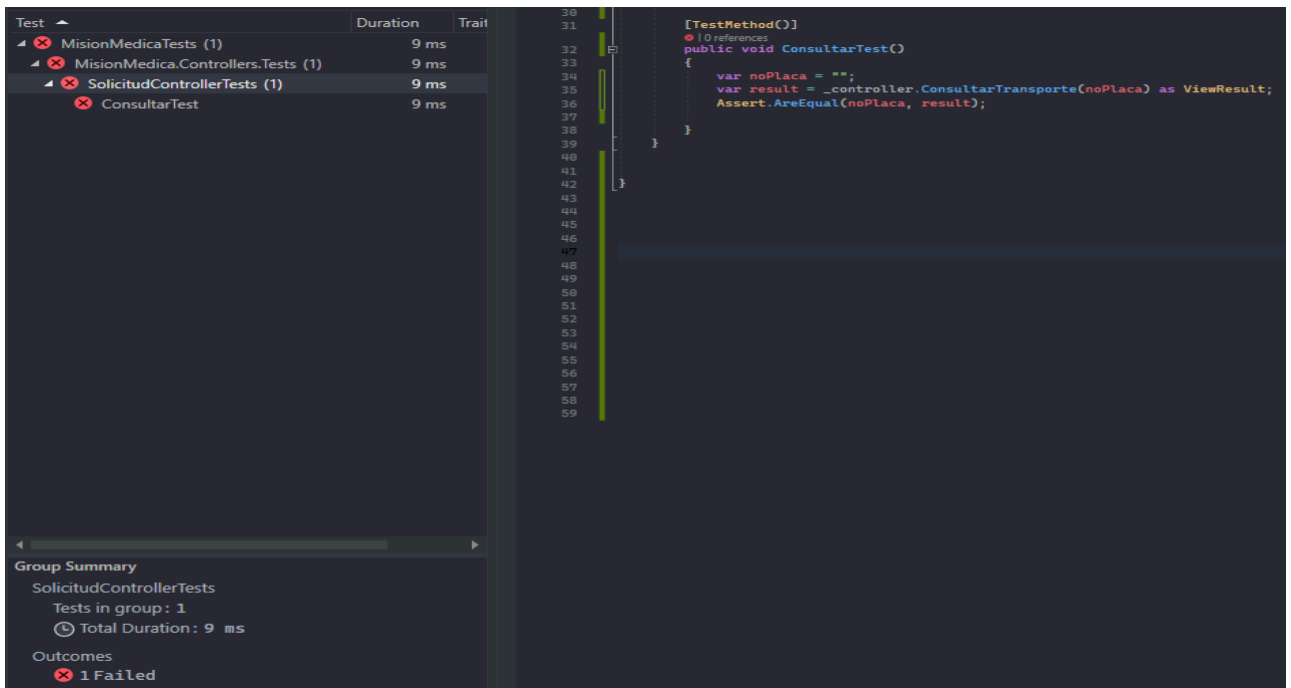 Test Duration Trait
MisionMedicaTests (1) 9 ms
MisionMedica.Controllers.Tests (1) 9 ms
SolicitudControllerTests (1) 9 ms
ConsultarTest 9 ms
Group Summary
SolicitudControllerTests
Tests in group: 1
Total Duration: 9 ms
Outcomes
1 Failed
30
31 [TestMethod()]
0 references
32 public void ConsultarTest()
33 {
34 var noPlaca = "";
35 var result = _controller.ConsultarTransporte(noPlaca) as ViewResult;
36 Assert.AreEqual(noPlaca, result);
37
38 }
39 }
40
41
42 }
43
44
45
46
47
48
49
50
51
52
53
54
55
56
57
58
59